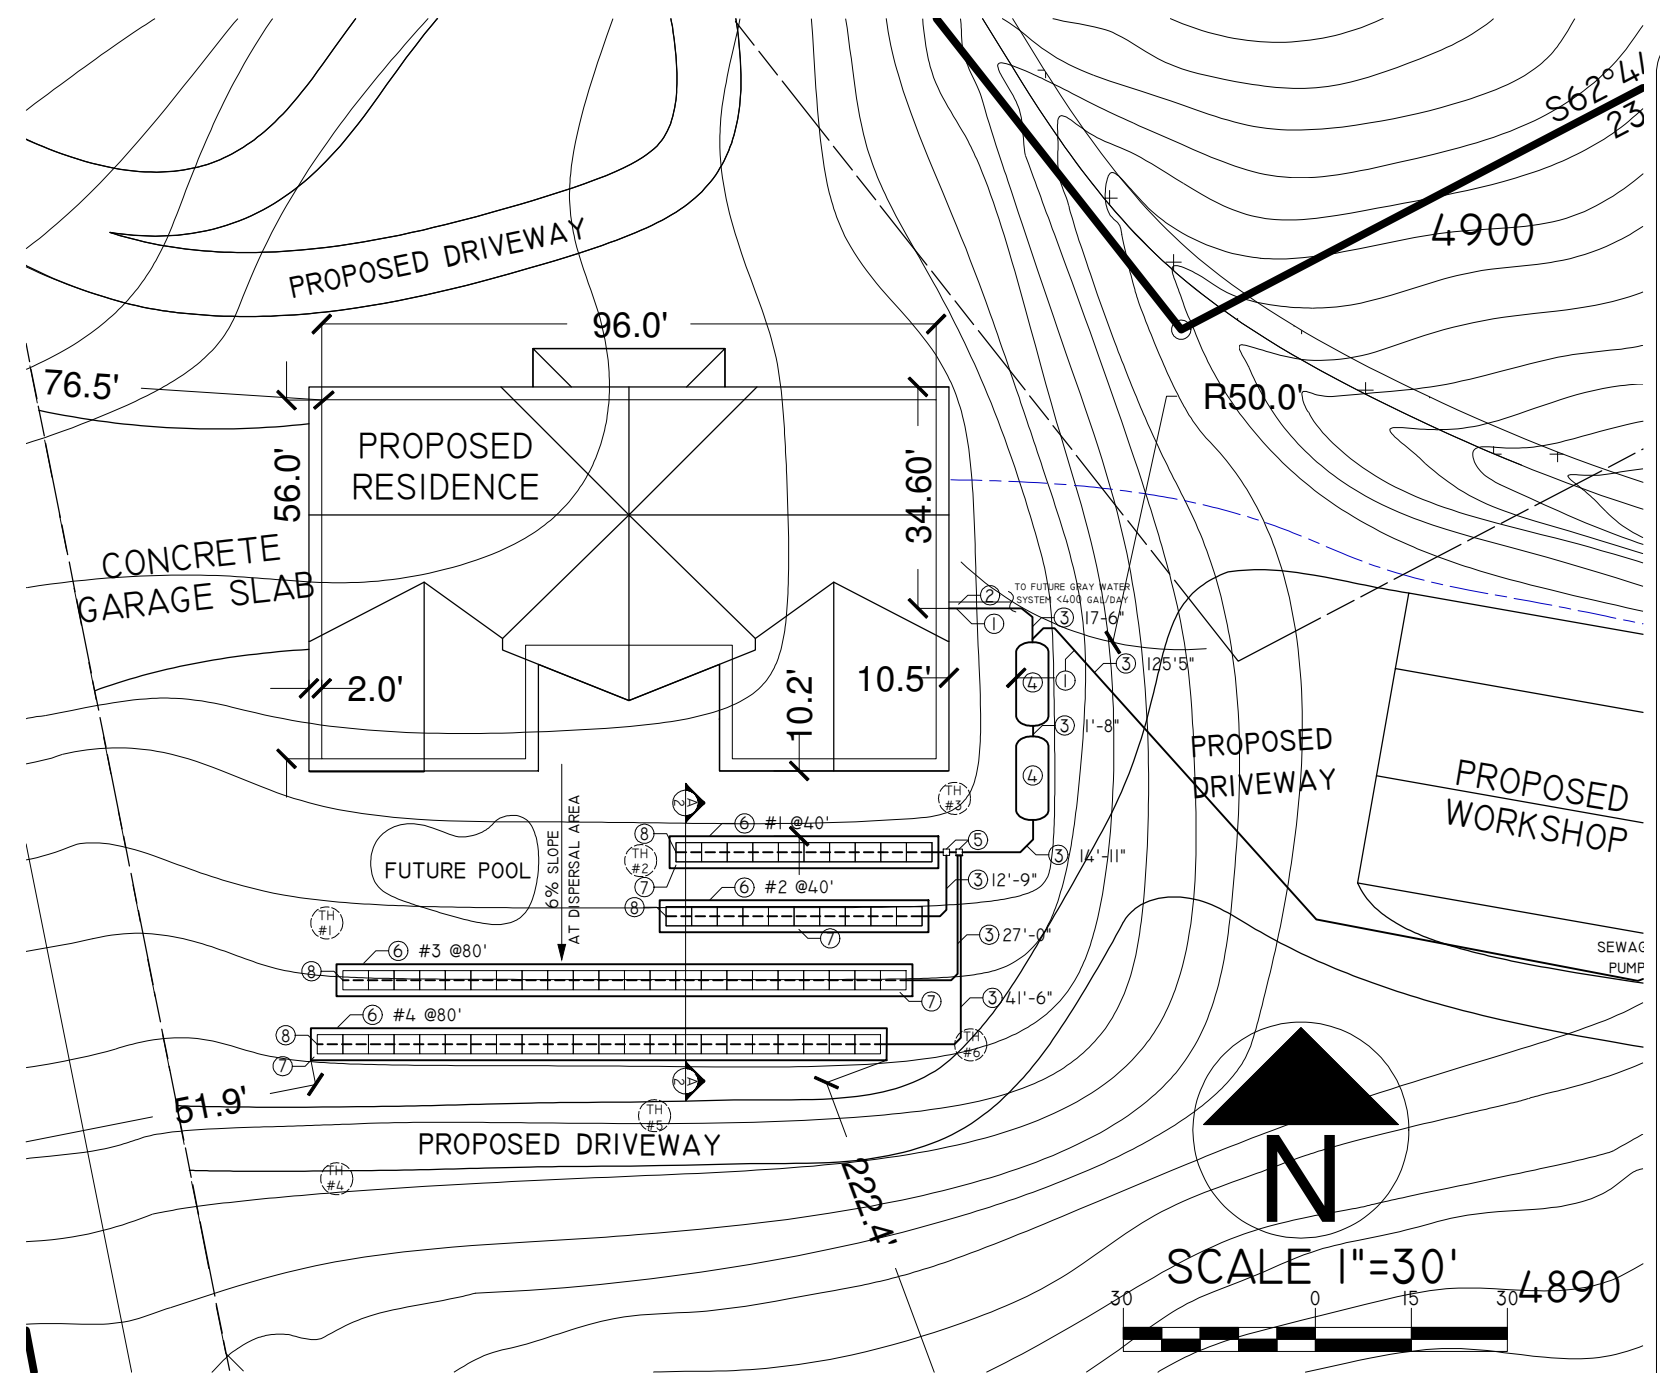 S62°41
23
4900
PROPOSED DRIVEWAY
96.0'
76.5'
R50.0'
PROPOSED
RESIDENCE
56.0'
34.60'
CONCRETE
GARAGE SLAB
TO FUTURE GRAY WATER
SYSTEM <400 GAL/DAY
2
1
3 17-6"
3 125'5"
4
1
2.0'
10.2'
10.5'
3 1'-8"
4
PROPOSED
DRIVEWAY
PROPOSED
WORKSHOP
TH
#3
A
2
6% SLOPE
AT DISPERSAL AREA
8
6 #1 @40'
5
TH
#2
3 14'-11"
FUTURE POOL
7
6 #2 @40'
3 12'-9"
8
TH
#1
7
3 27'-0"
SEWAG
PUMP
6 #3 @80'
8
7
3 41'-6"
6 #4 @80'
8
TH
#6
7
A
2
51.9'
TH
#5
PROPOSED DRIVEWAY
TH
#4
222.4'
N
SCALE 1"=30'
30 0 15 30
4890